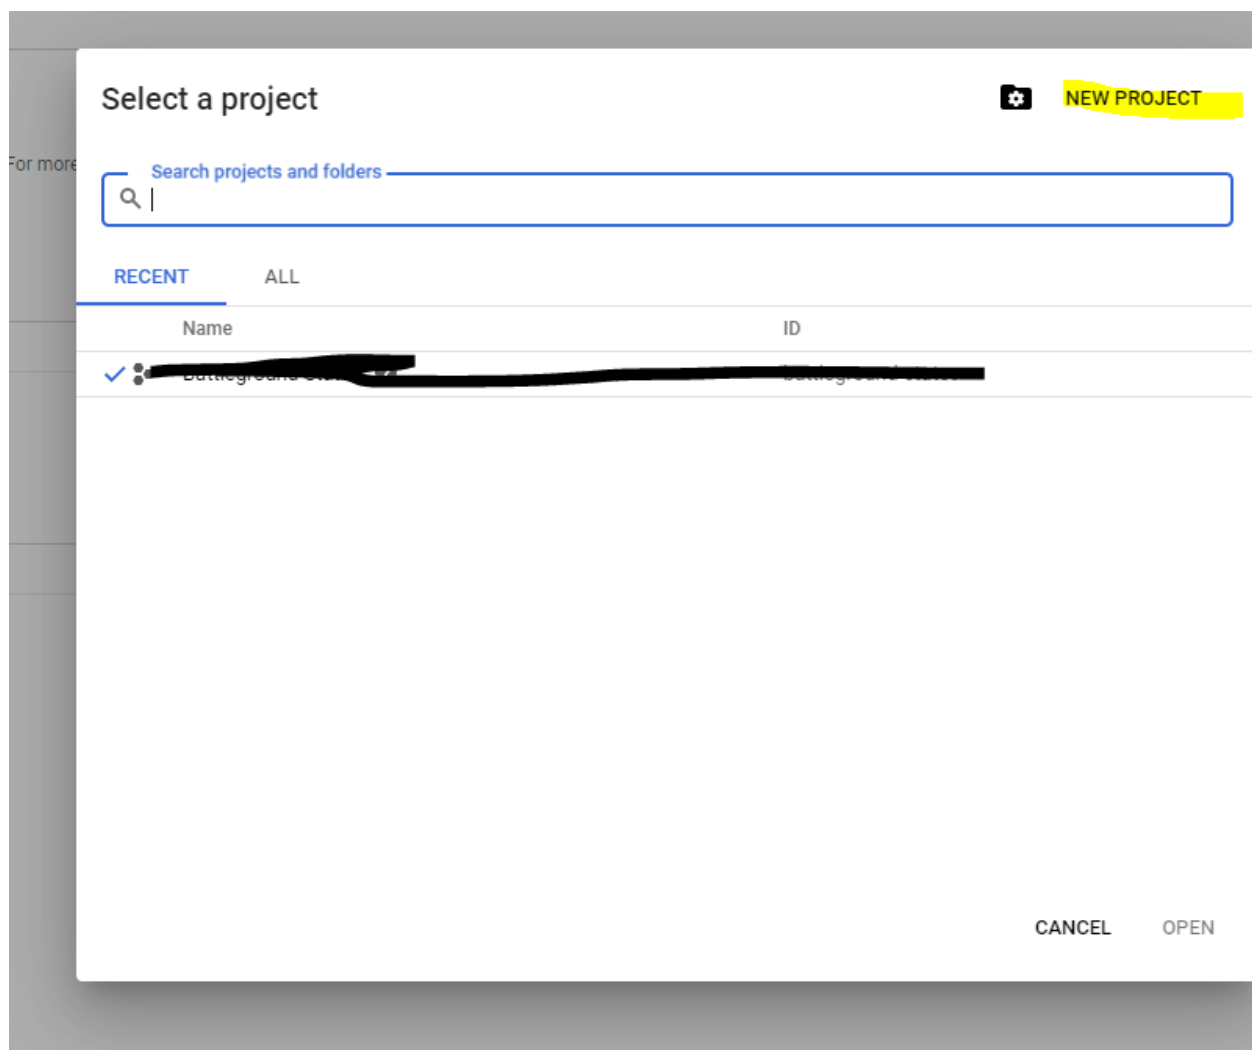 Select a project
NEW PROJECT
For more
Search projects and folders
RECENT
ALL
Name
ID
CANCEL
OPEN